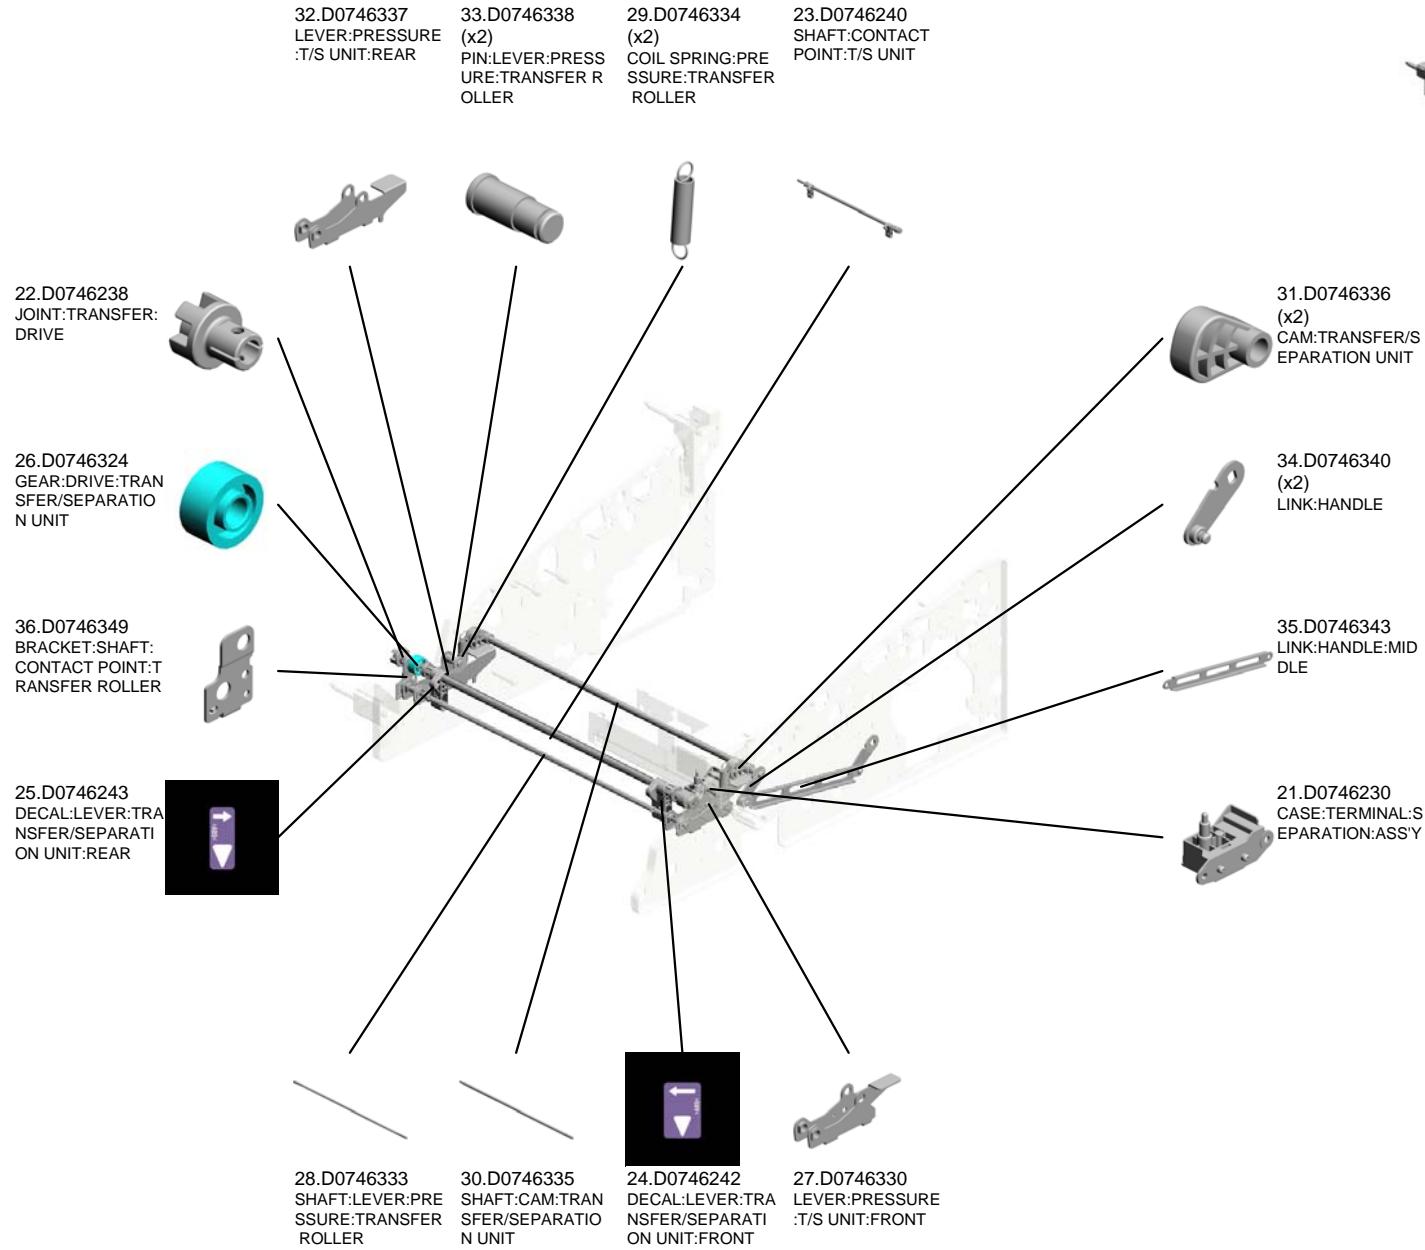 32.D0746337
LEVER:PRESSURE
:T/S UNIT:REAR
33.D0746338
(x2)
PIN:LEVER:PRESS
URE:TRANSFER R
OLLER
29.D0746334
(x2)
COIL SPRING:PRE
SSURE:TRANSFER
ROLLER
23.D0746240
SHAFT:CONTACT
POINT:T/S UNIT
22.D0746238
JOINT:TRANSFER:
DRIVE
31.D0746336
(x2)
CAM:TRANSFER/S
EPARATION UNIT
26.D0746324
GEAR:DRIVE:TRAN
SFER/SEPARATIO
N UNIT
34.D0746340
(x2)
LINK:HANDLE
36.D0746349
BRACKET:SHAFT:
CONTACT POINT:T
RANSFER ROLLER
35.D0746343
LINK:HANDLE:MID
DLE
25.D0746243
DECAL:LEVER:TRA
NSFER/SEPARATI
ON UNIT:REAR
21.D0746230
CASE:TERMINAL:S
EPARATION:ASS'Y
28.D0746333
SHAFT:LEVER:PRE
SSURE:TRANSFER
ROLLER
30.D0746335
SHAFT:CAM:TRAN
SFER/SEPARATIO
N UNIT
24.D0746242
DECAL:LEVER:TRA
NSFER/SEPARATI
ON UNIT:FRONT
27.D0746330
LEVER:PRESSURE
:T/S UNIT:FRONT